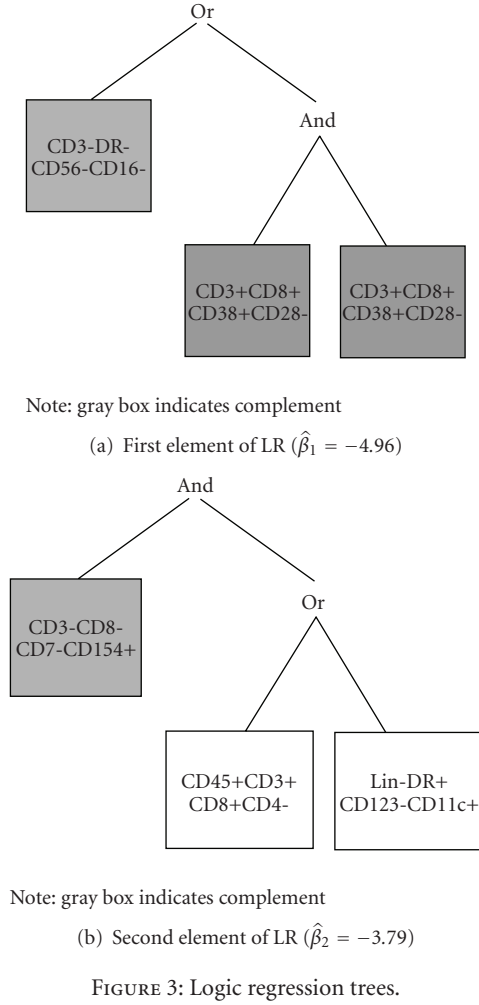 Or
CD3-DR-
CD56-CD16-
And
CD3+CD8+
CD38+CD28-
CD3+CD8+
CD38+CD28-
Note: gray box indicates complement
(a) First element of LR (β̂₁ = −4.96)
And
CD3-CD8-
CD7-CD154+
Or
CD45+CD3+
CD8+CD4-
Lin-DR+
CD123-CD11c+
Note: gray box indicates complement
(b) Second element of LR (β̂₂ = −3.79)
Figure 3: Logic regression trees.